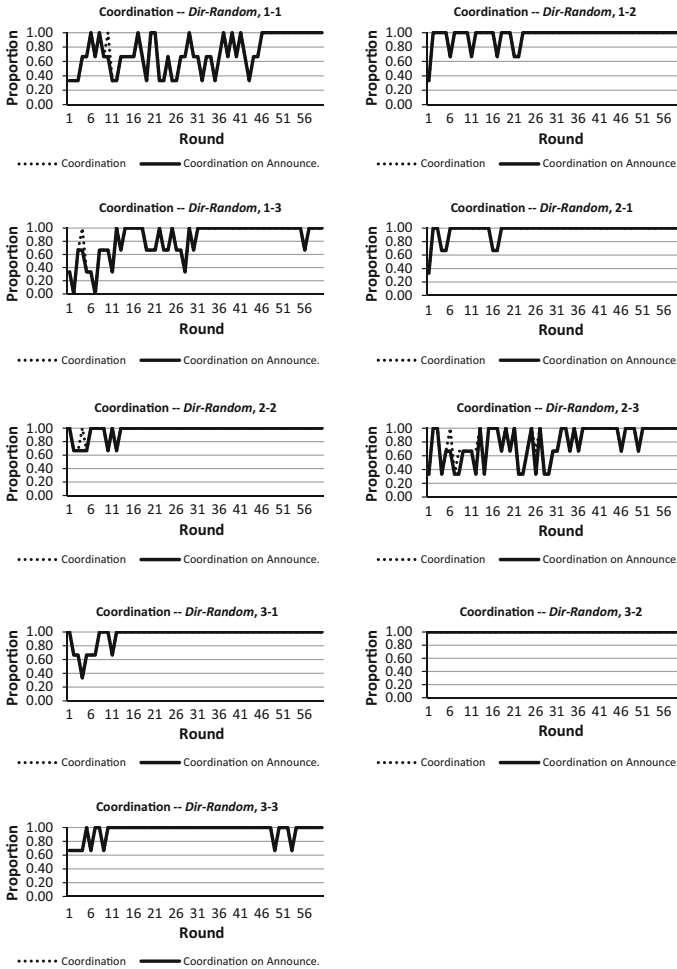 Coordination -- Dir-Random, 1-1
Proportion
1.00
0.80
0.60
0.40
0.20
0.00
1 6 11 16 21 26 31 36 41 46 51 56
Round
Coordination Coordination on Announce.
Coordination -- Dir-Random, 1-2
Proportion
1.00
0.80
0.60
0.40
0.20
0.00
1 6 11 16 21 26 31 36 41 46 51 56
Round
Coordination Coordination on Announce.
Coordination -- Dir-Random, 1-3
Proportion
1.00
0.80
0.60
0.40
0.20
0.00
1 6 11 16 21 26 31 36 41 46 51 56
Round
Coordination Coordination on Announce.
Coordination -- Dir-Random, 2-1
Proportion
1.00
0.80
0.60
0.40
0.20
0.00
1 6 11 16 21 26 31 36 41 46 51 56
Round
Coordination Coordination on Announce.
Coordination -- Dir-Random, 2-2
Proportion
1.00
0.80
0.60
0.40
0.20
0.00
1 6 11 16 21 26 31 36 41 46 51 56
Round
Coordination Coordination on Announce.
Coordination -- Dir-Random, 2-3
Proportion
1.00
0.80
0.60
0.40
0.20
0.00
1 6 11 16 21 26 31 36 41 46 51 56
Round
Coordination Coordination on Announce.
Coordination -- Dir-Random, 3-1
Proportion
1.00
0.80
0.60
0.40
0.20
0.00
1 6 11 16 21 26 31 36 41 46 51 56
Round
Coordination Coordination on Announce.
Coordination -- Dir-Random, 3-2
Proportion
1.00
0.80
0.60
0.40
0.20
0.00
1 6 11 16 21 26 31 36 41 46 51 56
Round
Coordination Coordination on Announce.
Coordination -- Dir-Random, 3-3
Proportion
1.00
0.80
0.60
0.40
0.20
0.00
1 6 11 16 21 26 31 36 41 46 51 56
Round
Coordination Coordination on Announce.